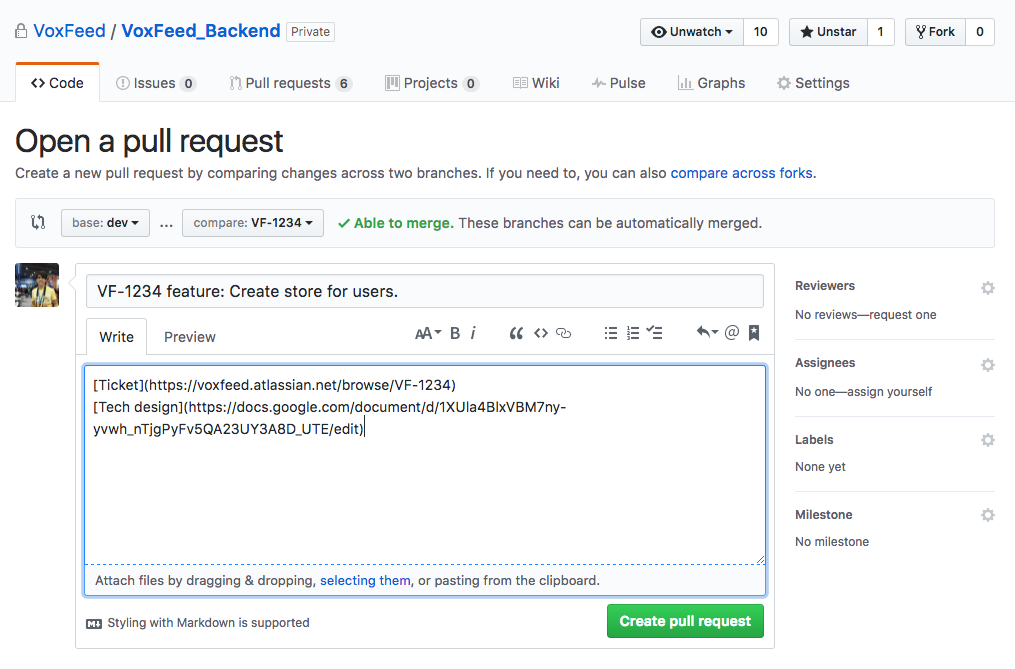 VoxFeed / VoxFeed_Backend Private
Unwatch 10 Unstar 1 Fork 0
Code Issues 0 Pull requests 6 Projects 0 Wiki Pulse Graphs Settings
Open a pull request
Create a new pull request by comparing changes across two branches. If you need to, you can also compare across forks.
base: dev ... compare: VF-1234 Able to merge. These branches can be automatically merged.
VF-1234 feature: Create store for users.
Write Preview AA B i
[Ticket](https://voxfeed.atlassian.net/browse/VF-1234)
[Tech design](https://docs.google.com/document/d/1XUla4BlxVBM7ny-
yvwh_nTjgPyFv5QA23UY3A8D_UTE/edit)
Attach files by dragging & dropping, selecting them, or pasting from the clipboard.
Styling with Markdown is supported
Create pull request
Reviewers
No reviews—request one
Assignees
No one—assign yourself
Labels
None yet
Milestone
No milestone